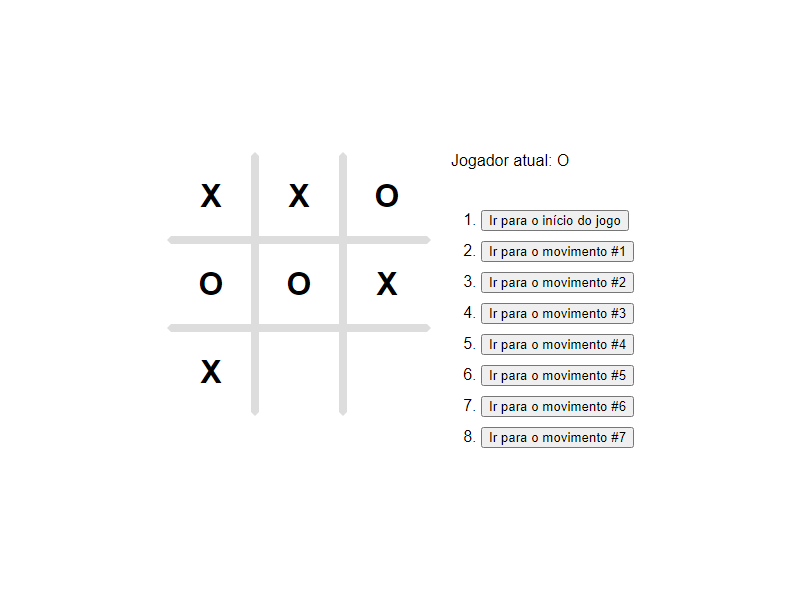 X X O
O O X
X
Jogador atual: O
1. Ir para o início do jogo
2. Ir para o movimento #1
3. Ir para o movimento #2
4. Ir para o movimento #3
5. Ir para o movimento #4
6. Ir para o movimento #5
7. Ir para o movimento #6
8. Ir para o movimento #7